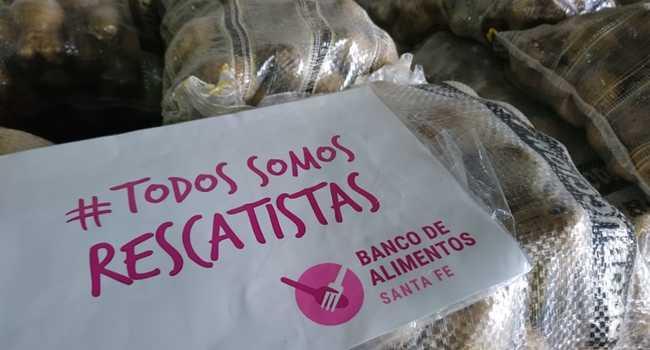 #TODOS SOMOS
RESCATISTAS
BANCO DE
ALIMENTOS
SANTA FE